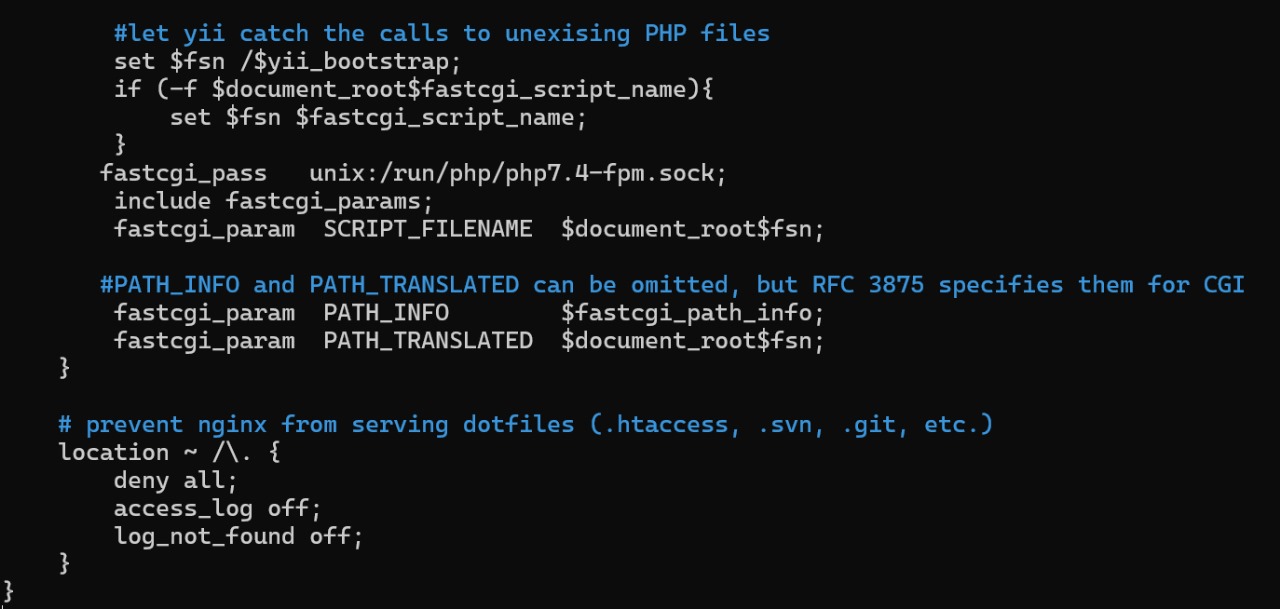 #let yii catch the calls to unexising PHP files
set $fsn /$yii_bootstrap;
if (-f $document_root$fastcgi_script_name){
set $fsn $fastcgi_script_name;
}
fastcgi_pass   unix:/run/php/php7.4-fpm.sock;
include fastcgi_params;
fastcgi_param  SCRIPT_FILENAME  $document_root$fsn;
#PATH_INFO and PATH_TRANSLATED can be omitted, but RFC 3875 specifies them for CGI
fastcgi_param  PATH_INFO        $fastcgi_path_info;
fastcgi_param  PATH_TRANSLATED  $document_root$fsn;
}
# prevent nginx from serving dotfiles (.htaccess, .svn, .git, etc.)
location ~ /\. {
deny all;
access_log off;
log_not_found off;
}
}